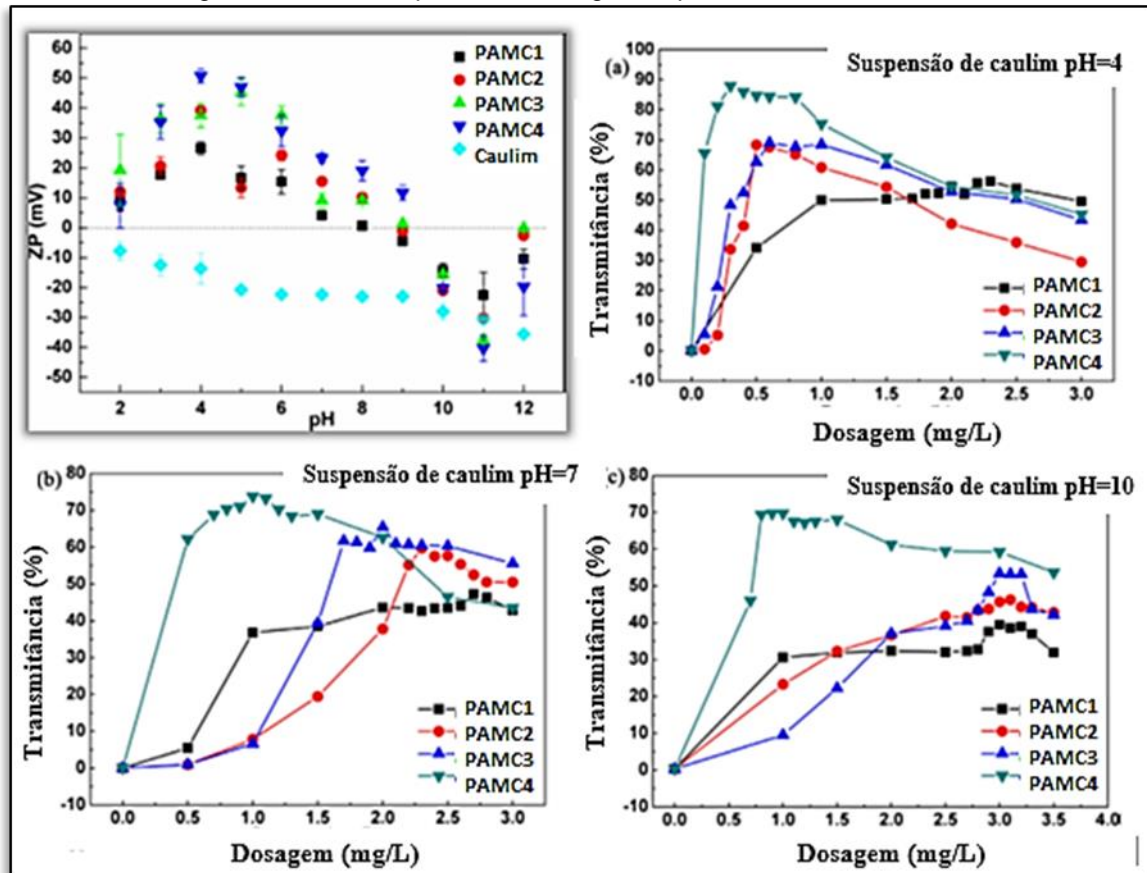 60
50
40
30
20
10
0
-10
-20
-30
-40
-50
ZP (mV)
2 4 6 8 10 12
pH
PAMC1
PAMC2
PAMC3
PAMC4
Caulim
(a)
Suspensão de caulim pH=4
100
90
80
70
60
50
40
30
20
10
0
-10
Transmitância (%)
PAMC1
PAMC2
PAMC3
PAMC4
0.0 0.5 1.0 1.5 2.0 2.5 3.0
Dosagem (mg/L)
(b)
Suspensão de caulim pH=7
80
70
60
50
40
30
20
10
0
-10
Transmitância (%)
PAMC1
PAMC2
PAMC3
PAMC4
0.0 0.5 1.0 1.5 2.0 2.5 3.0
Dosagem (mg/L)
(c)
Suspensão de caulim pH=10
80
70
60
50
40
30
20
10
0
-10
Transmitância (%)
PAMC1
PAMC2
PAMC3
PAMC4
0.0 0.5 1.0 1.5 2.0 2.5 3.0 3.5 4.0
Dosagem (mg/L)